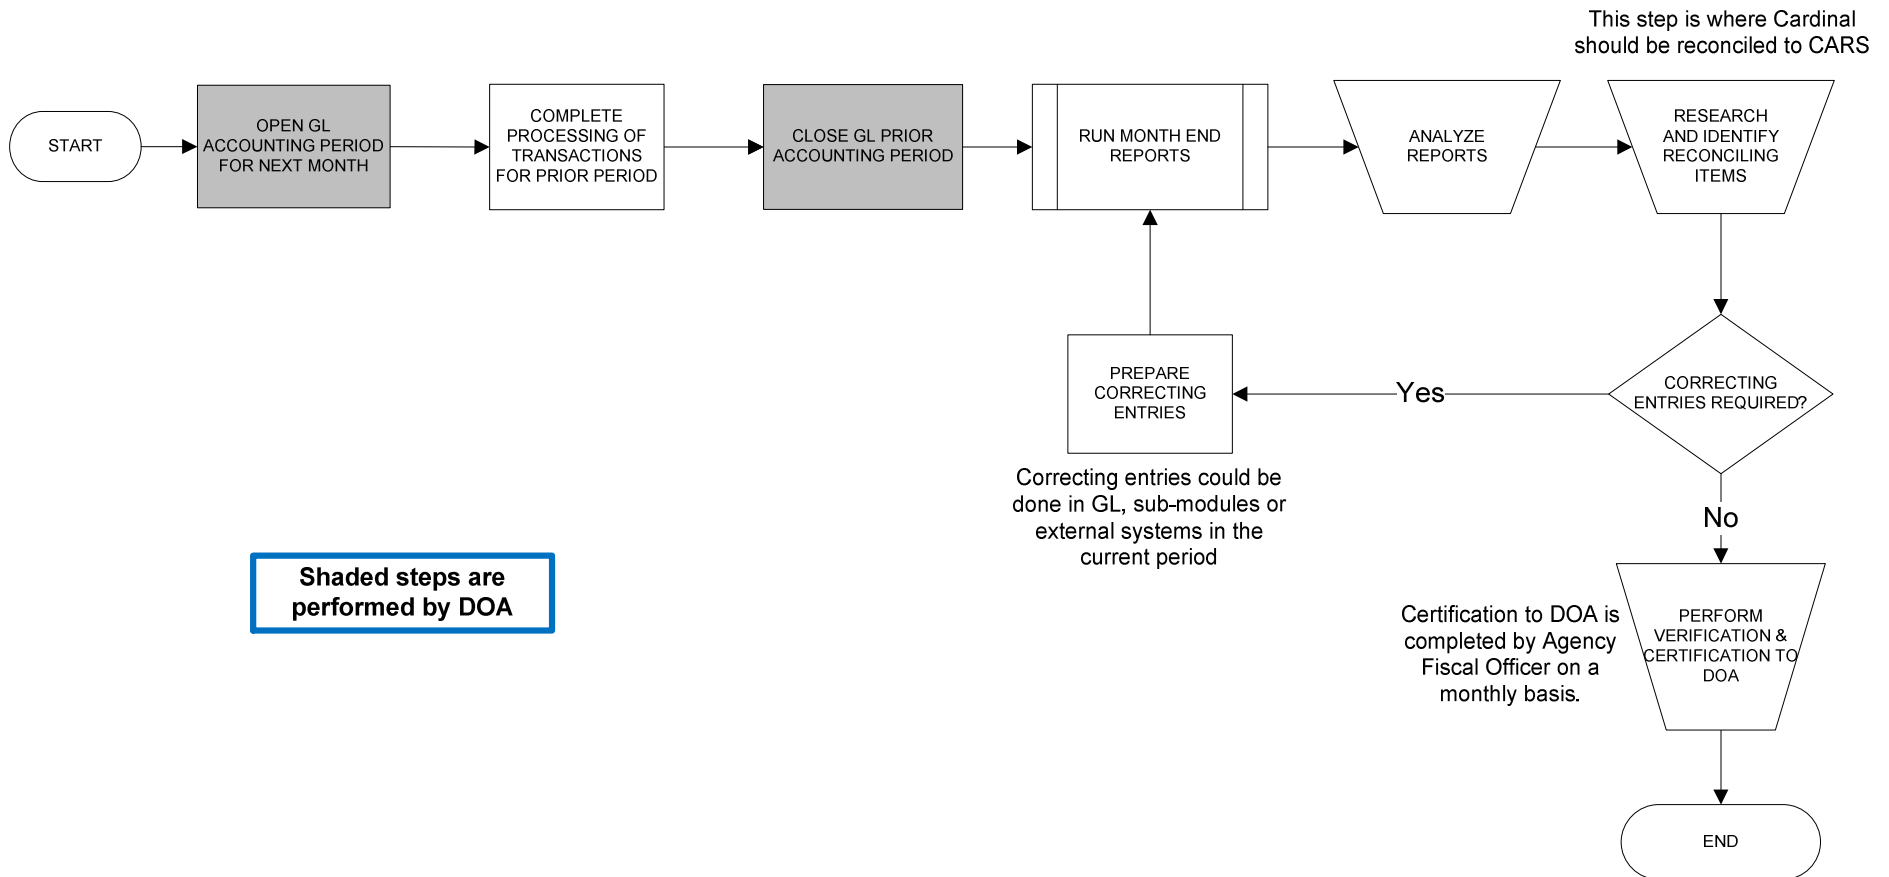 This step is where Cardinal
should be reconciled to CARS
START
OPEN GL
ACCOUNTING PERIOD
FOR NEXT MONTH
COMPLETE
PROCESSING OF
TRANSACTIONS
FOR PRIOR PERIOD
CLOSE GL PRIOR
ACCOUNTING PERIOD
RUN MONTH END
REPORTS
ANALYZE
REPORTS
RESEARCH
AND IDENTIFY
RECONCILING
ITEMS
CORRECTING
ENTRIES REQUIRED?
Yes
PREPARE
CORRECTING
ENTRIES
Correcting entries could be
done in GL, sub-modules or
external systems in the
current period
No
Shaded steps are
performed by DOA
Certification to DOA is
completed by Agency
Fiscal Officer on a
monthly basis.
PERFORM
VERIFICATION &
CERTIFICATION TO
DOA
END